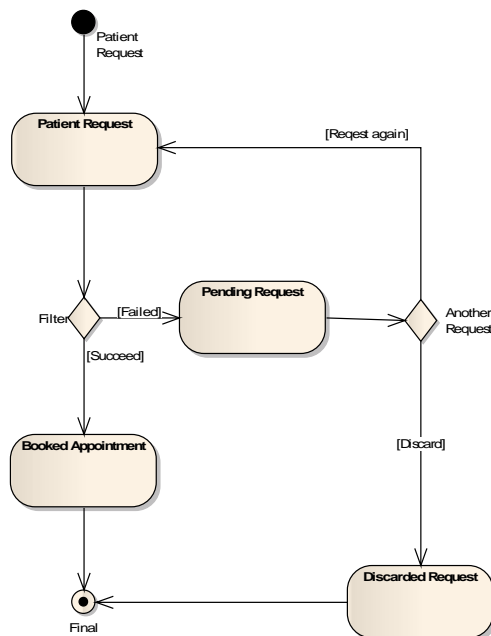 Patient
Request
Patient Request
[Reqest again]
Pending Request
Filter
[Failed]
Another
Request
[Succeed]
Booked Appointment
[Discard]
Discarded Request
Final